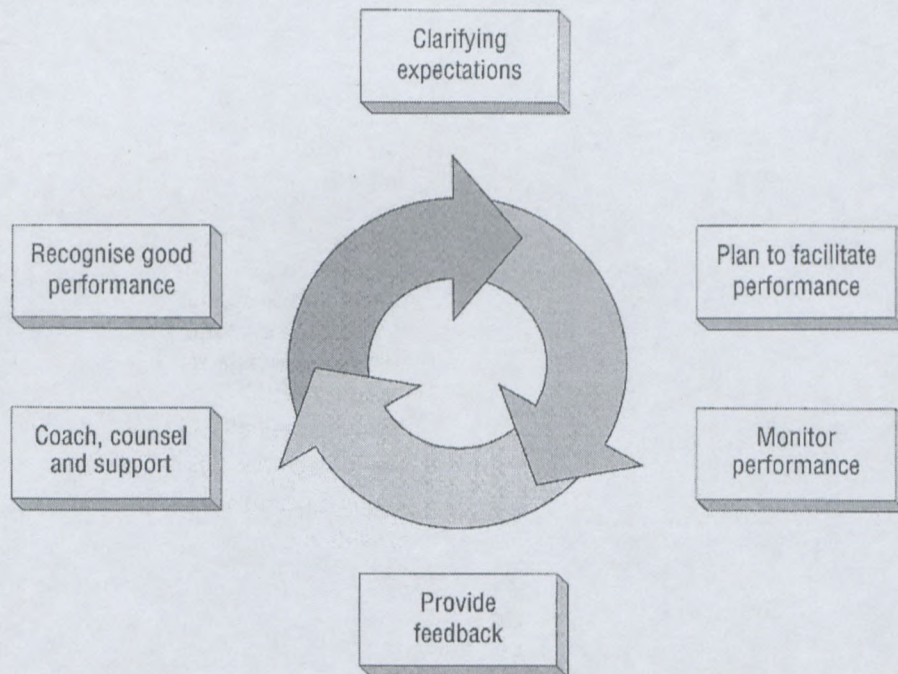 Clarifying
expectations
Recognise good
performance
Plan to facilitate
performance
Coach, counsel
and support
Monitor
performance
Provide
feedback